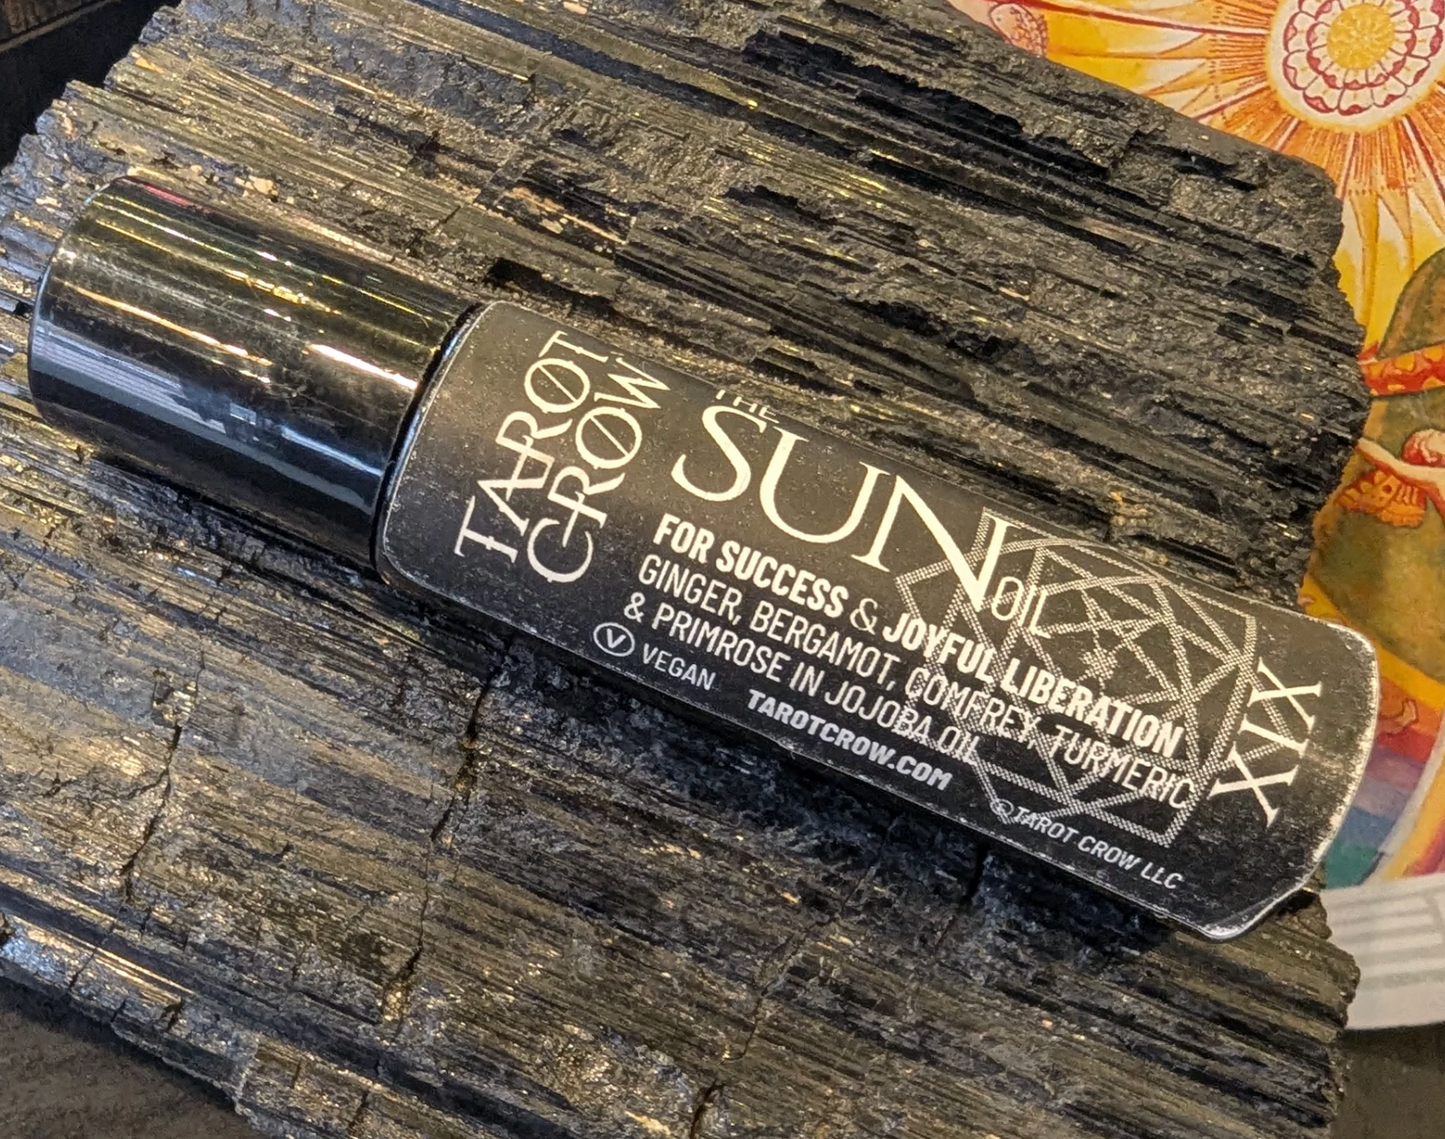 TAROT
CROW
THE
SUN OIL
FOR SUCCESS & JOYFUL LIBERATION
GINGER, BERGAMOT, COMFREY, TURMERIC
& PRIMROSE IN JOJOBA OIL
V VEGAN
TAROTCROW.COM
©TAROT CROW LLC
XIX